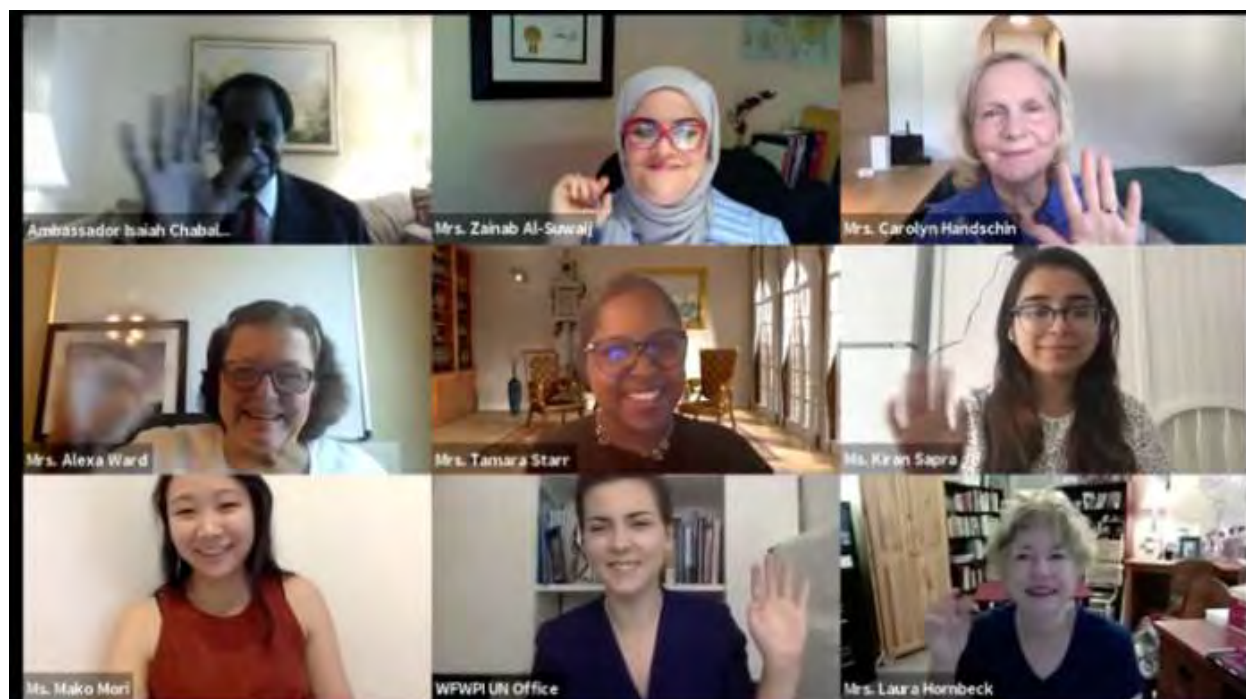 Ambassador Isaiah Chabal...
Mrs. Zainab Al-Suwaij
Mrs. Carolyn Handschin
Mrs. Alexa Ward
Mrs. Tamara Starr
Ms. Kiran Sapra
Ms. Mako Mori
WFWPI UN Office
Mrs. Laura Hornbeck